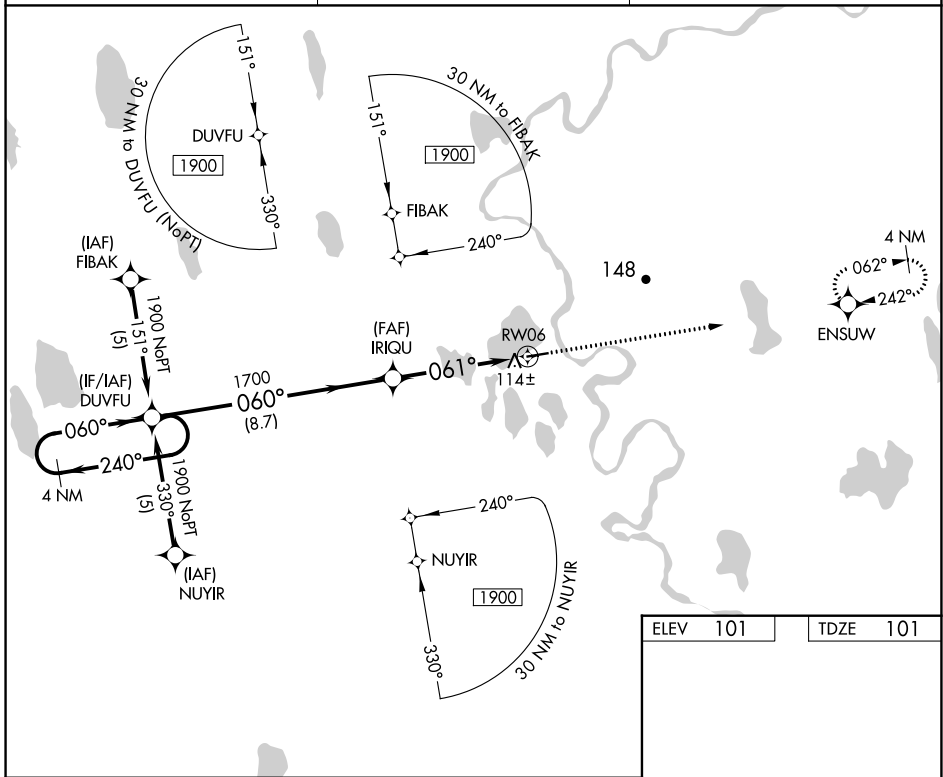 151°
DUVFU
1900
330°
30 NM to DUVFU (NoPT)
30 NM to FIBAK
151°
1900
FIBAK
240°
(IAF)
FIBAK
1900 NoPT
151°
(5)
148
4 NM
062°
242°
ENSUW
(FAF)
IRIQU
RW06
061°
114±
(IF/IAF)
DUVFU
1700
060°
(8.7)
060°
240°
4 NM
1900 NoPT
330°
(5)
(IAF)
NUYIR
240°
NUYIR
1900
330°
30 NM to NUYIR
ELEV 101
TDZE 101